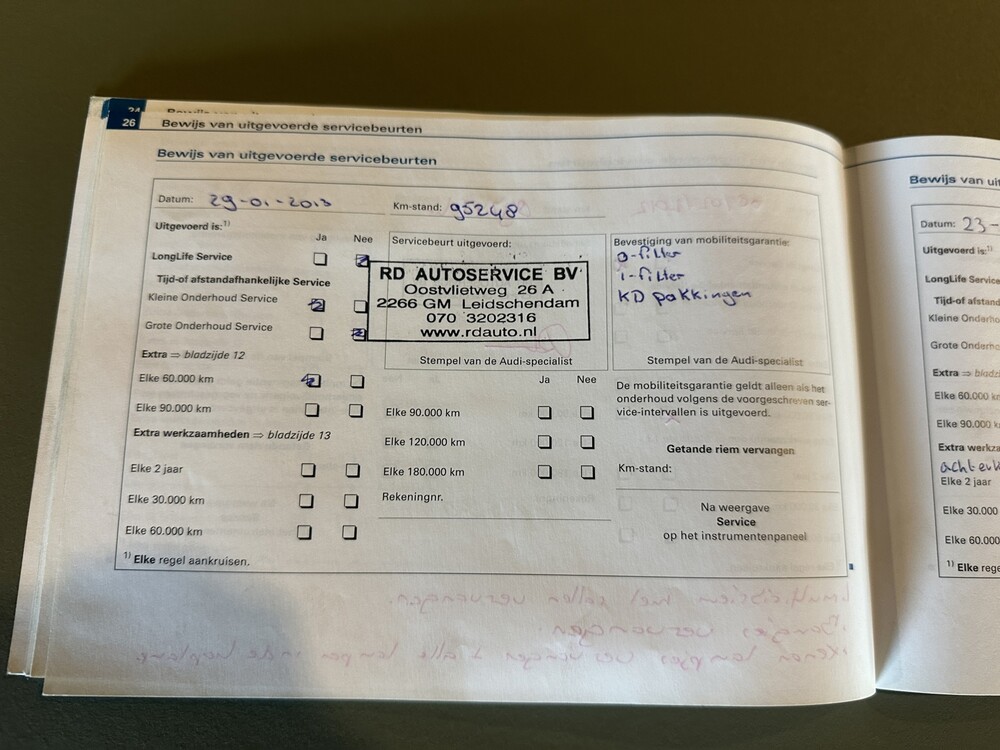 26
Bewijs van uitgevoerde servicebeurten
Bewijs van uitgevoerde servicebeurten
Datum: 29-01-2013
Km-stand: 95248
Uitgevoerd is:1)
Ja Nee
LongLife Service
Tijd-of afstandafhankelijke Service
Kleine Onderhoud Service
Grote Onderhoud Service
Extra ⇒ bladzijde 12
Elke 60.000 km
Elke 90.000 km
Extra werkzaamheden ⇒ bladzijde 13
Elke 2 jaar
Elke 30.000 km
Elke 60.000 km
1) Elke regel aankruisen.
Servicebeurt uitgevoerd:
RD AUTOSERVICE BV
Oostvlietweg 26 A
2266 GM Leidschendam
070 3202316
www.rdauto.nl
Stempel van de Audi-specialist
Ja Nee
Elke 90.000 km
Elke 120.000 km
Elke 180.000 km
Rekeningnr.
Bevestiging van mobiliteitsgarantie:
o-filter
i-filter
KD pakkingen
Stempel van de Audi-specialist
De mobiliteitsgarantie geldt alleen als het
onderhoud volgens de voorgeschreven ser-
vice-intervallen is uitgevoerd.
Getande riem vervangen
Km-stand:
Na weergave
Service
op het instrumentenpaneel
Bewijs van uit
Datum: 23-
Uitgevoerd is:1)
LongLife Servic
Tijd-of afstand
Kleine Onderho
Grote Onderho
Extra ⇒ bladzi
Elke 60.000 km
Elke 90.000 km
Extra werkza
Elke 2 jaar
Elke 30.000
Elke 60.000
1) Elke rege